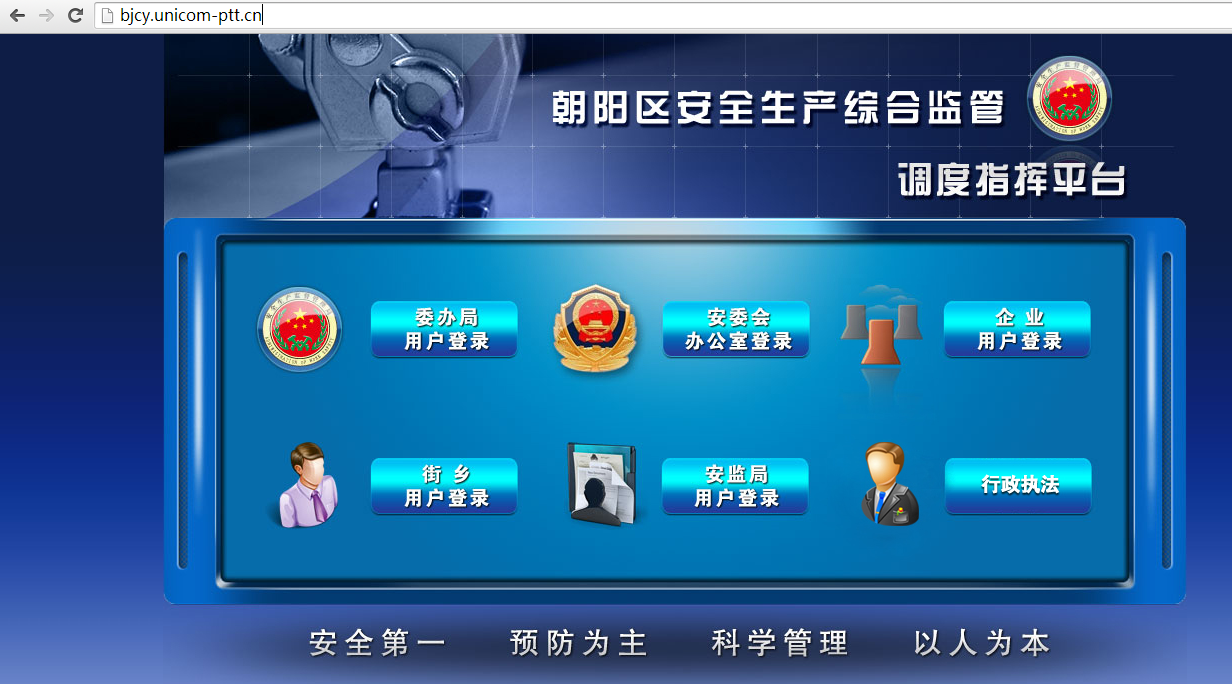 bjcy.unicom-ptt.cn
朝阳区安全生产综合监管
调度指挥平台
委办局
用户登录
安委会
办公室登录
企 业
用户登录
街 乡
用户登录
安监局
用户登录
行政执法
安全第一 预防为主 科学管理 以人为本